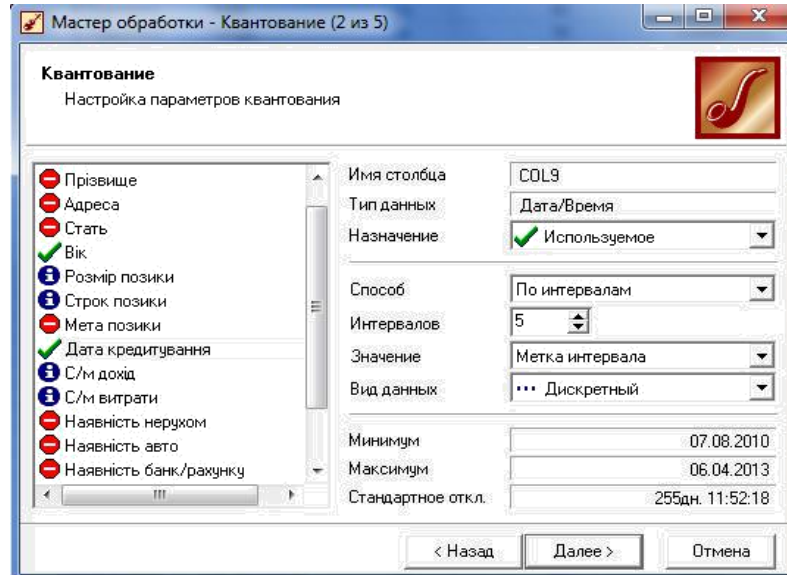 Мастер обработки - Квантование (2 из 5)
Квантование
Настройка параметров квантования
Прізвище
Адреса
Стать
Вік
Розмір позики
Строк позики
Мета позики
Дата кредитування
С/м дохід
С/м витрати
Наявність нерухом
Наявність авто
Наявність банк/рахунку
Имя столбца COL9
Тип данных Дата/Время
Назначение Используемое
Способ По интервалам
Интервалов 5
Значение Метка интервала
Вид данных Дискретный
Минимум 07.08.2010
Максимум 06.04.2013
Стандартное откл. 255дн. 11:52:18
< Назад Далее > Отмена